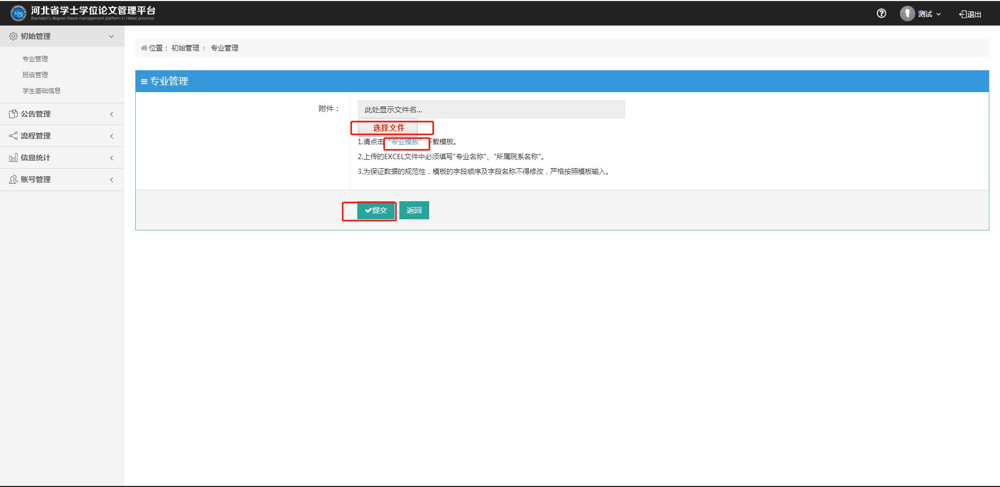 河北省学士学位论文管理平台
Bachelor's degree thesis management platform in Hebei province
测试
退出
初始管理
专业管理
班级管理
学生基础信息
公告管理
流程管理
信息统计
账号管理
位置： 初始管理 > 专业管理
专业管理
附件：
此处显示文件名...
选择文件
1.请点击“专业模板”下载模板。
2.上传的EXCEL文件中必须填写"专业名称"、"所属院系名称"。
3.为保证数据的规范性，模板的字段顺序及字段名称不得修改，严格按照模板输入。
提交
返回